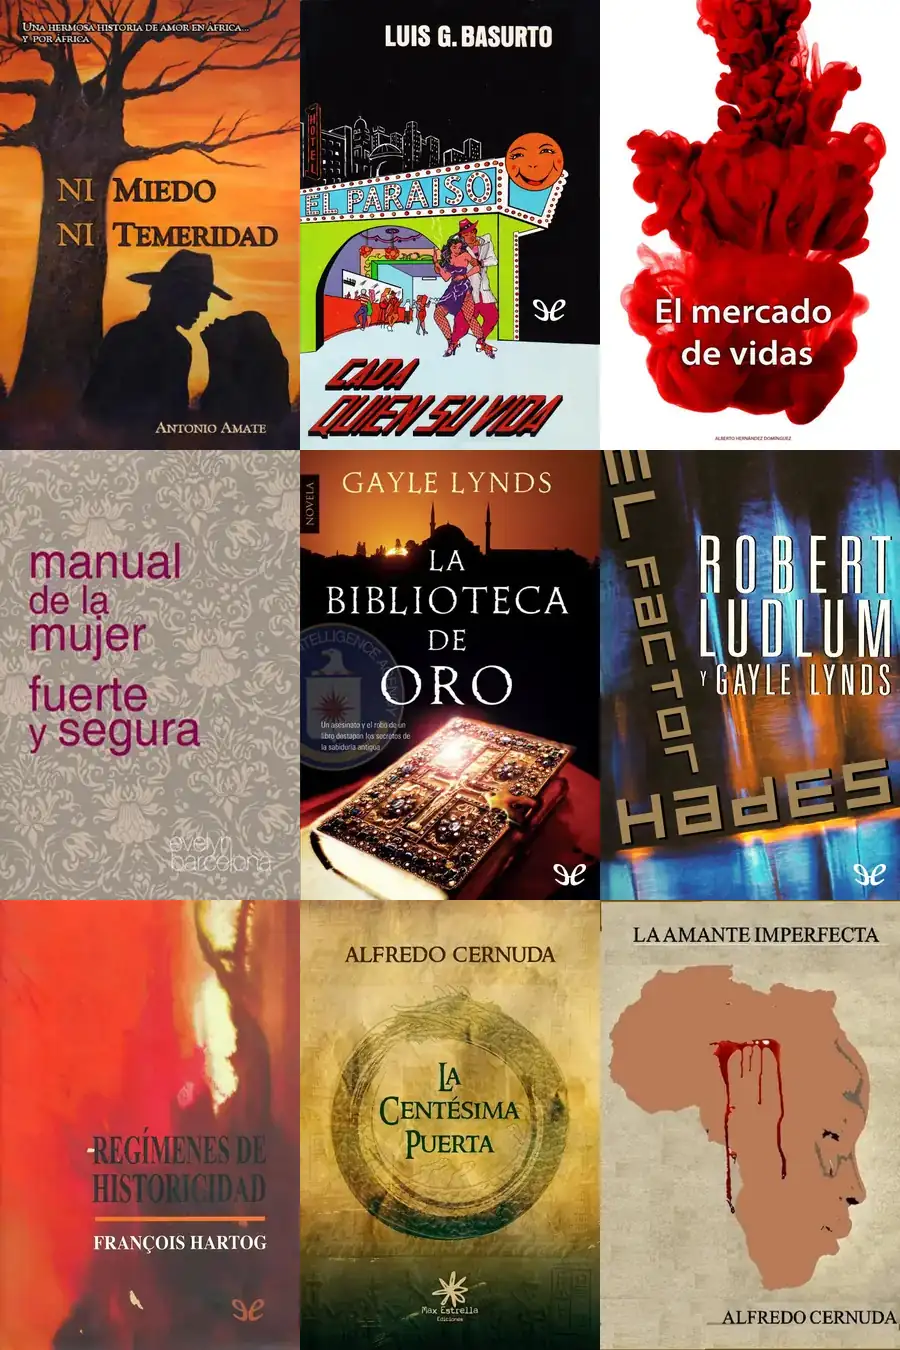 UNA HERMOSA HISTORIA DE AMOR EN ÁFRICA...
Y POR ÁFRICA
NI MIEDO
NI TEMERIDAD
ANTONIO AMATE
LUIS G. BASURTO
HOTEL
EL PARAISO
CADA
QUIEN SU VIDA
El mercado
de vidas
ALBERTO HERNÁNDEZ DOMÍNGUEZ
manual
de la
mujer
fuerte
y segura
evelyn
barcelona
NOVELA
GAYLE LYNDS
LA
BIBLIOTECA
DE
ORO
Un asesinato y el robo de un
libro destapan los secretos de
la sabiduría antigua
EL FACTOR
HADES
ROBERT
LUDLUM
Y GAYLE LYNDS
REGÍMENES DE
HISTORICIDAD
FRANÇOIS HARTOG
ALFREDO CERNUDA
LA
CENTÉSIMA
PUERTA
Max Estrella
Ediciones
LA AMANTE IMPERFECTA
ALFREDO CERNUDA